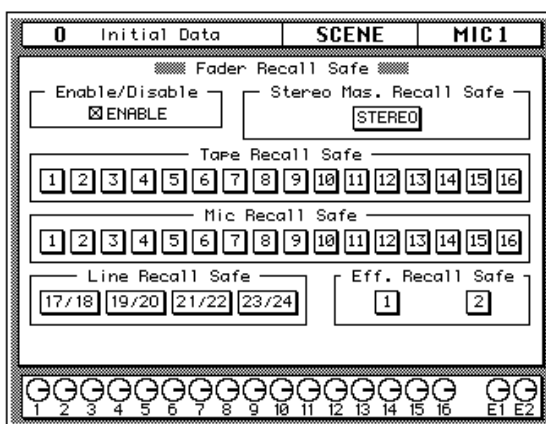 0 Initial Data SCENE MIC1
Fader Recall Safe
Enable/Disable Stereo Mas. Recall Safe
ENABLE STEREO
Tape Recall Safe
1 2 3 4 5 6 7 8 9 10 11 12 13 14 15 16
Mic Recall Safe
1 2 3 4 5 6 7 8 9 10 11 12 13 14 15 16
Line Recall Safe Eff. Recall Safe
17/18 19/20 21/22 23/24 1 2
1 2 3 4 5 6 7 8 9 10 11 12 13 14 15 16 E1 E2